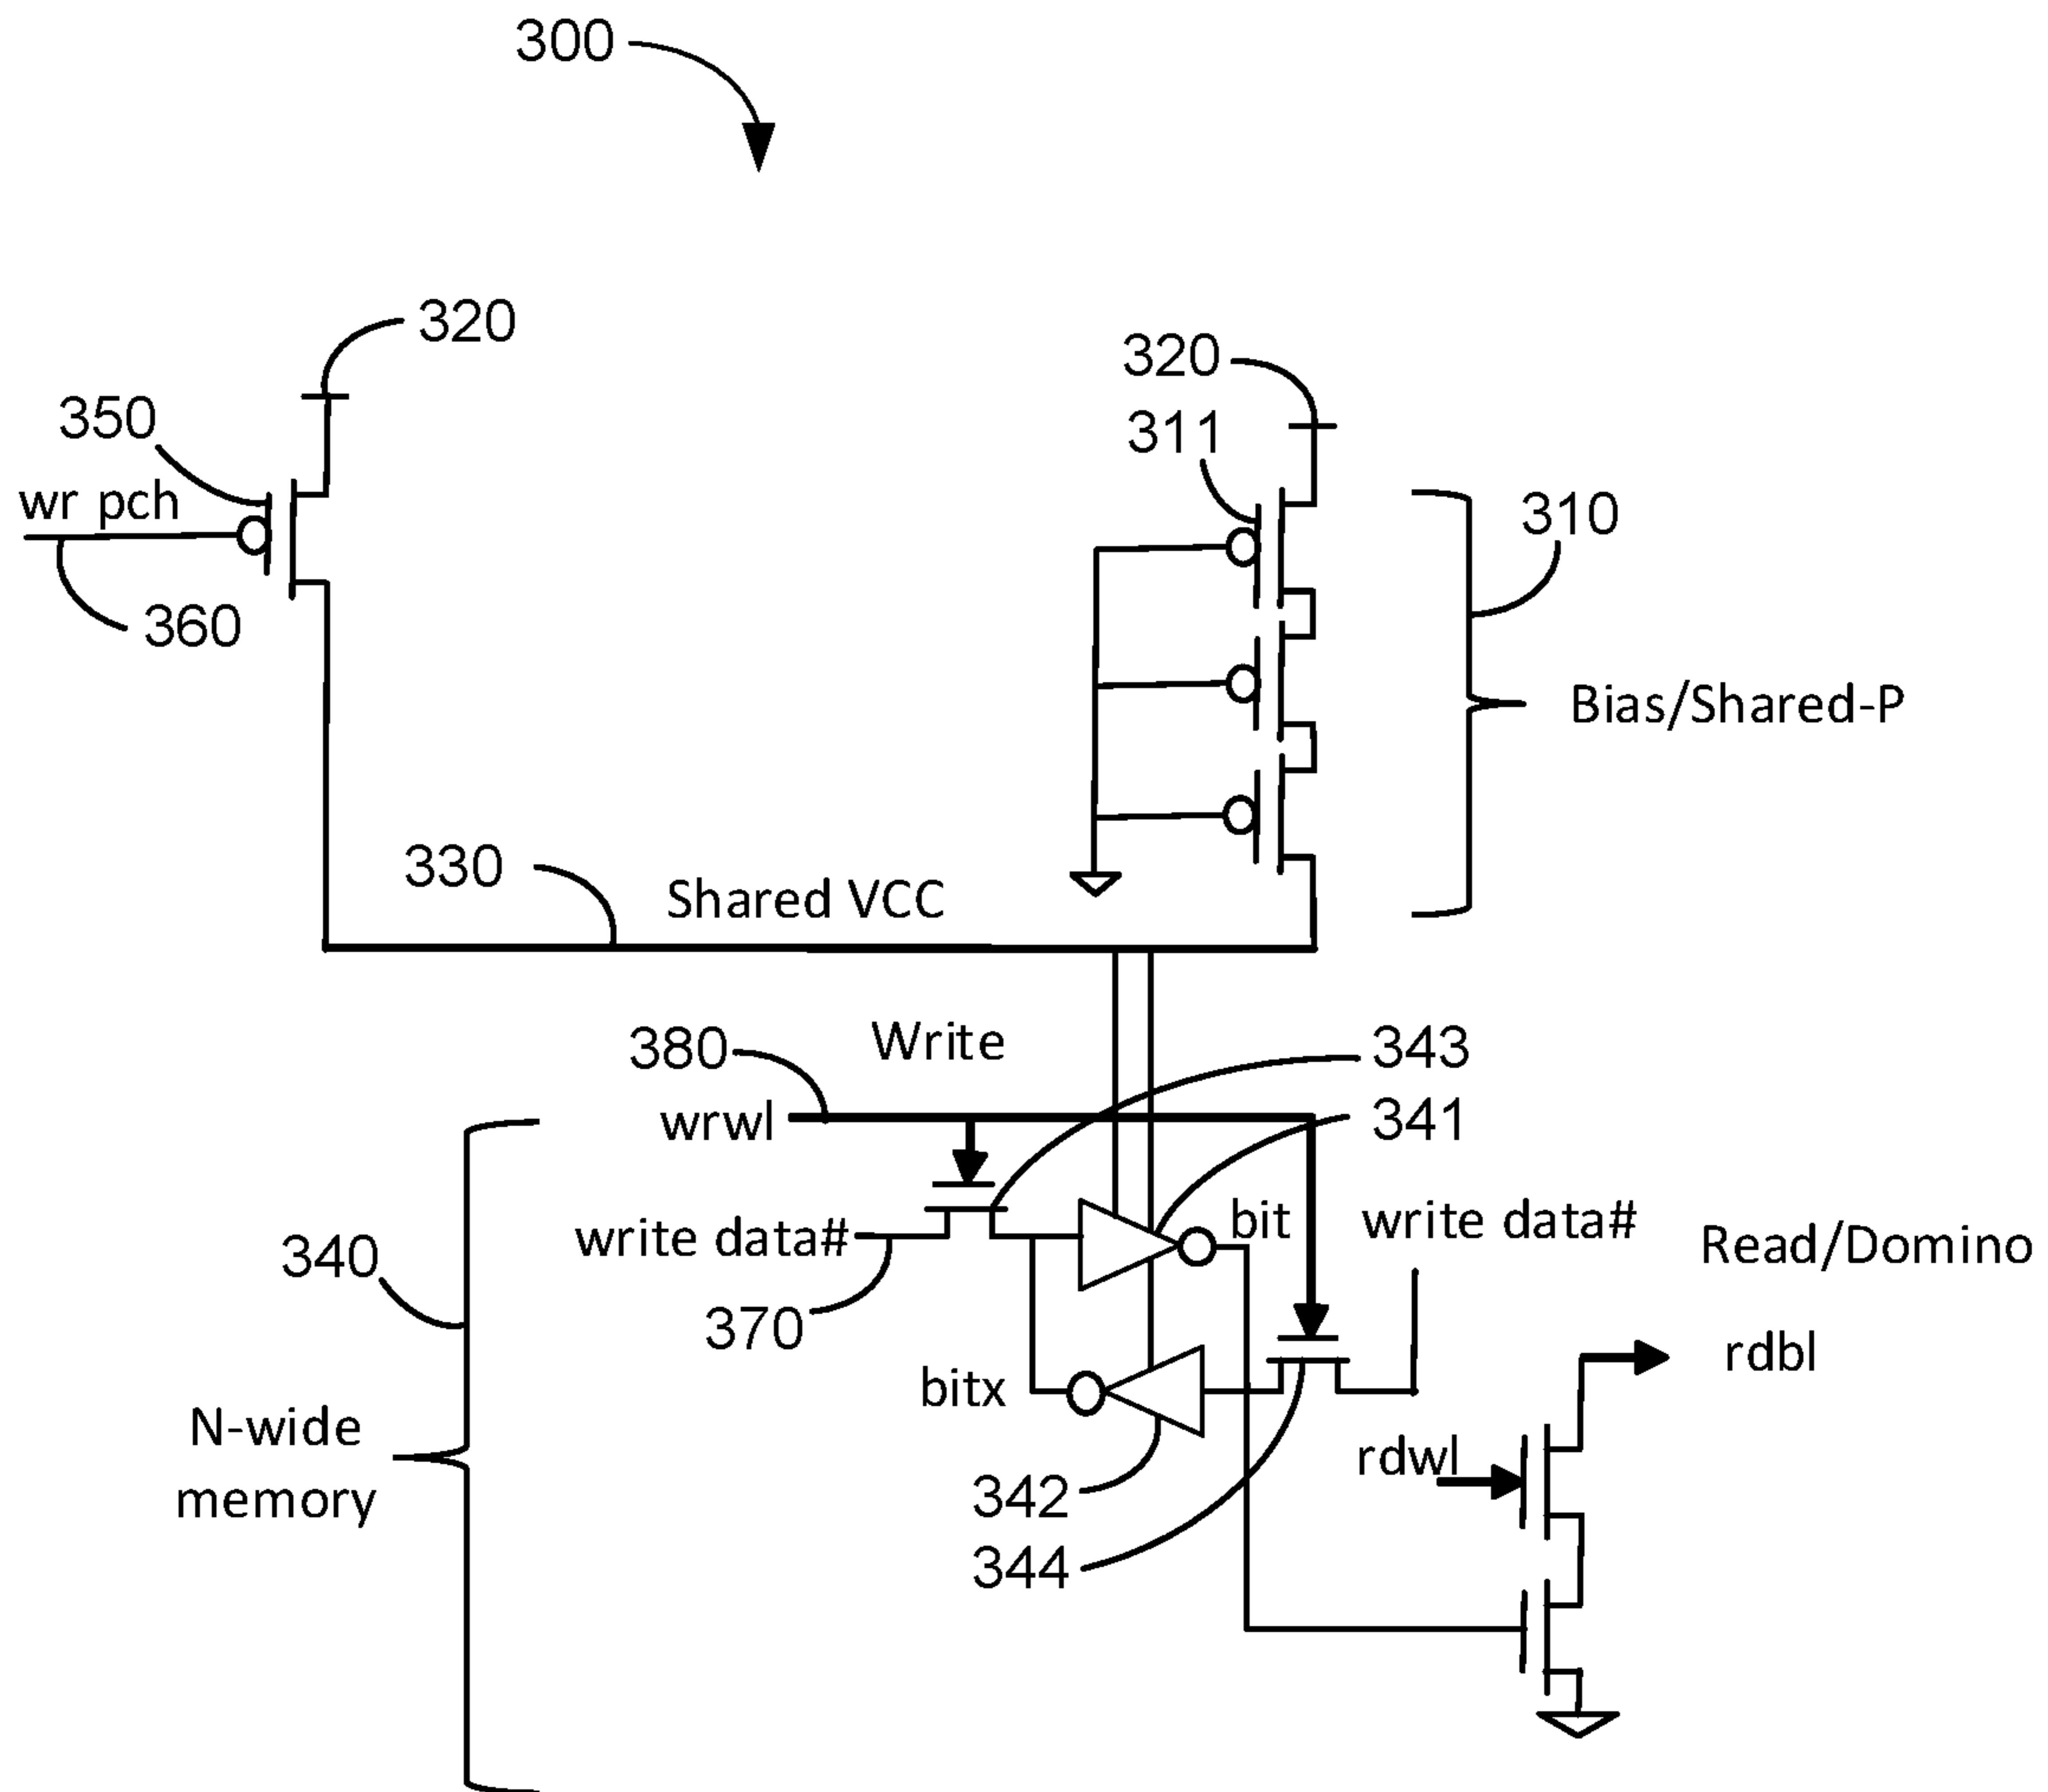 300
320
320
350
311
wr pch
310
360
Bias/Shared-P
330
Shared VCC
380
Write
343
wrwl
341
write data#
bit
write data#
Read/Domino
340
370
rdbl
bitx
N-wide
memory
rdwl
342
344